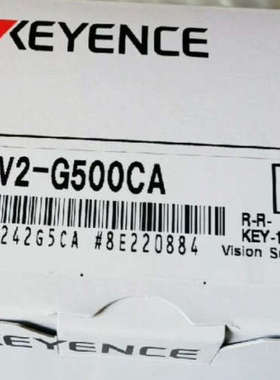 KEYENCE
V2-G500CA
242G5CA #8E220884
R-R-
KEY-1
Vision S
KEYENCE